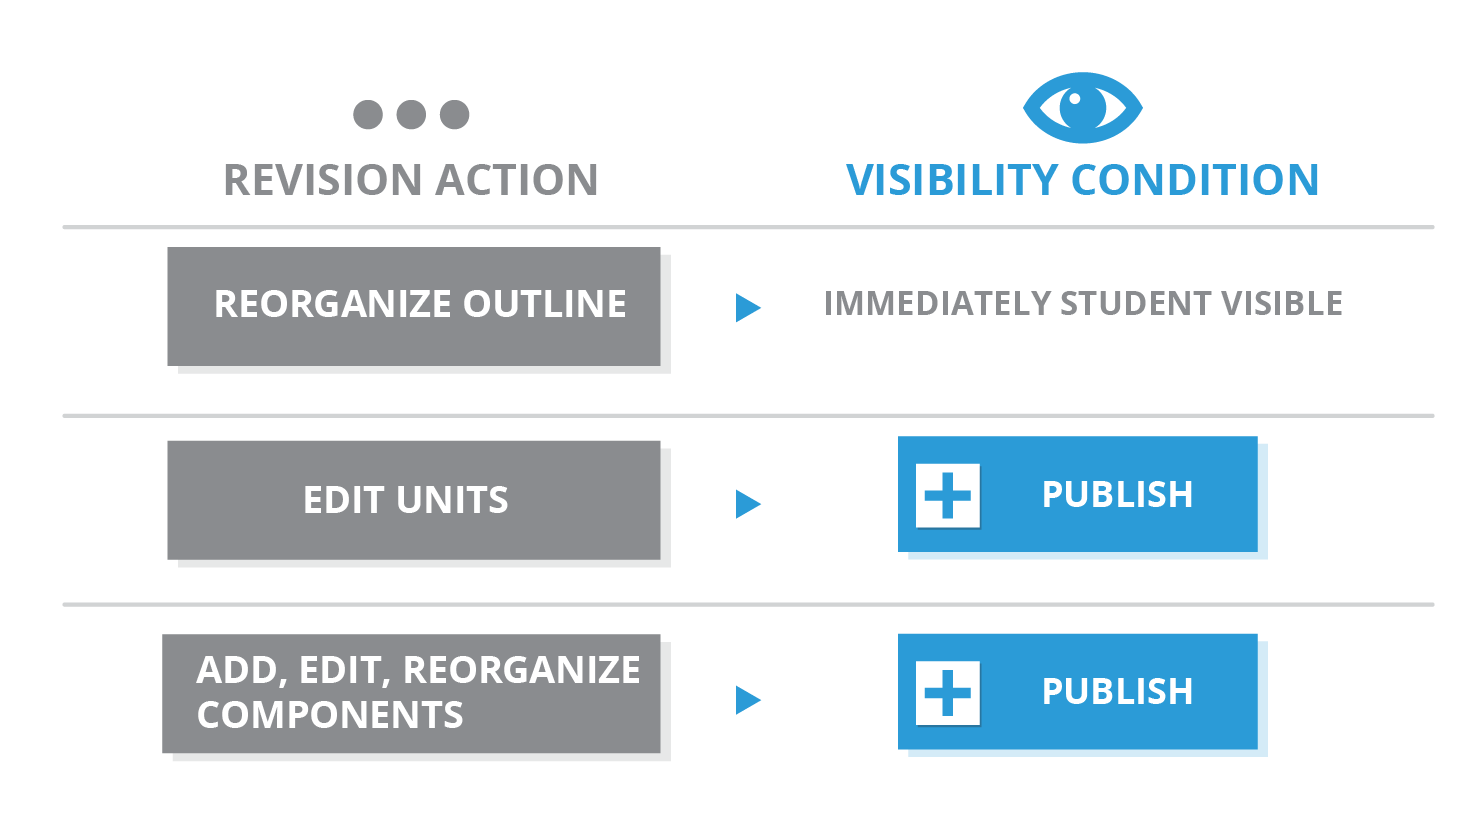 REVISION ACTION
VISIBILITY CONDITION
REORGANIZE OUTLINE
IMMEDIATELY STUDENT VISIBLE
EDIT UNITS
PUBLISH
ADD, EDIT, REORGANIZE
COMPONENTS
PUBLISH